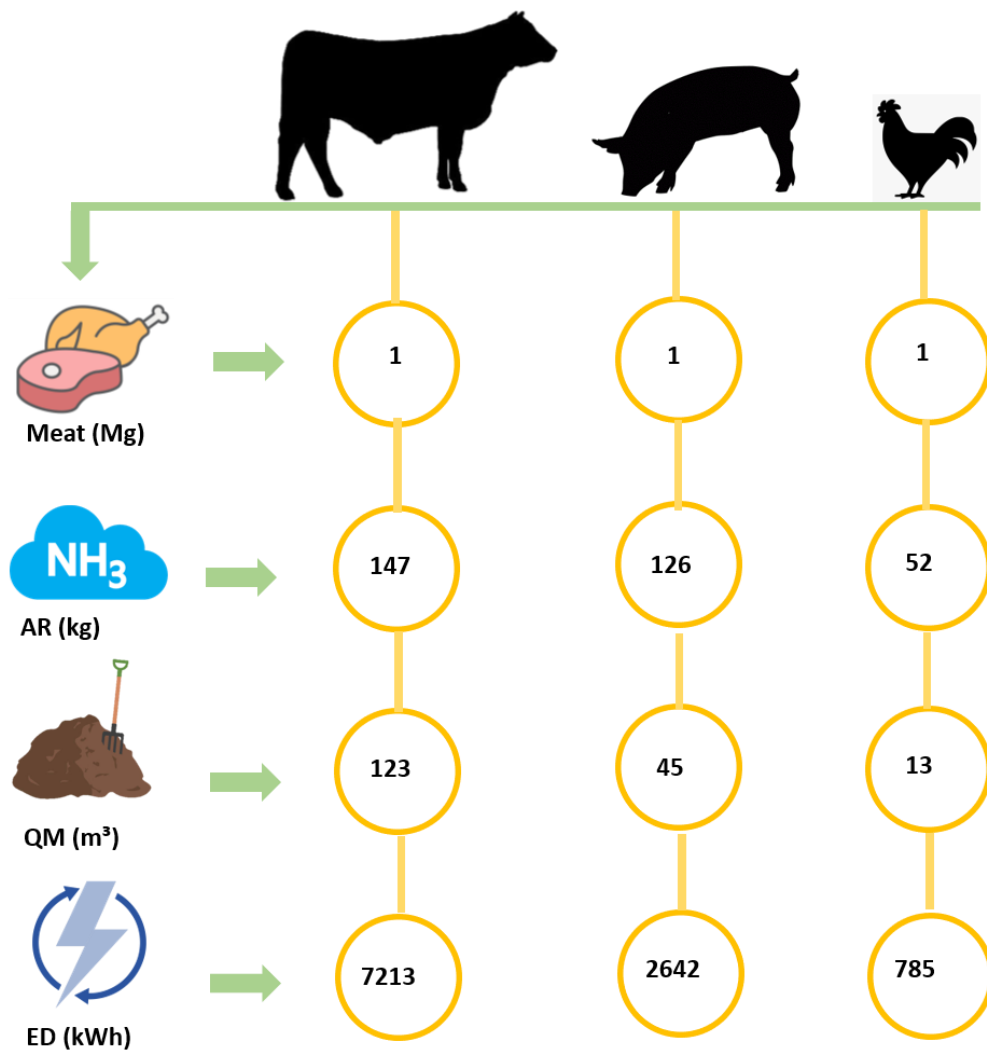 1 1 1
Meat (Mg)
NH₃
147 126 52
AR (kg)
123 45 13
QM (m³)
7213 2642 785
ED (kWh)